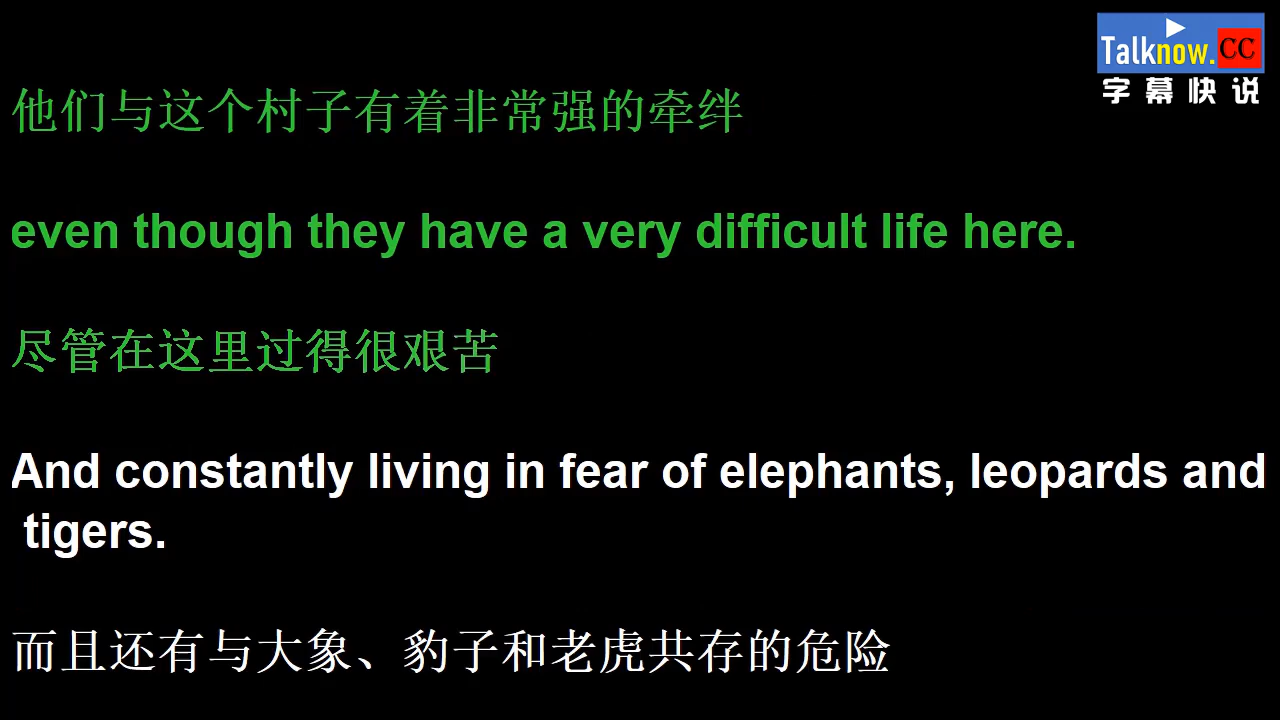 Talknow.CC
字幕快说
他们与这个村子有着非常强的牵绊
even though they have a very difficult life here.
尽管在这里过得很艰苦
And constantly living in fear of elephants, leopards and
tigers.
而且还有与大象、豹子和老虎共存的危险